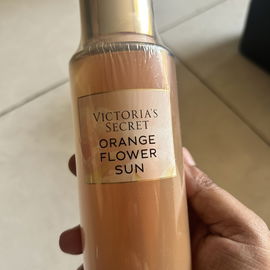 VICTORIA'S
SECRET
ORANGE
FLOWER
SUN